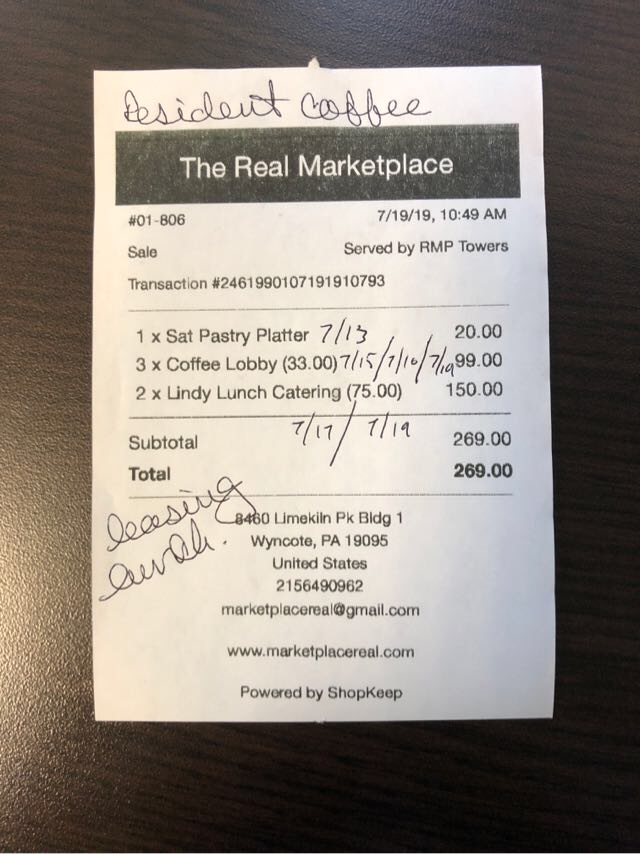 Resident Coffee
The Real Marketplace
#01-806 7/19/19, 10:49 AM
Sale Served by RMP Towers
Transaction #2461990107191910793
1 x Sat Pastry Platter 7/13 20.00
3 x Coffee Lobby (33.00) 7/15/7/10/7/19 99.00
2 x Lindy Lunch Catering (75.00) 150.00
7/17/7/19
Subtotal 269.00
Total 269.00
leasing
lunch.
8460 Limekiln Pk Bldg 1
Wyncote, PA 19095
United States
2156490962
marketplacereal@gmail.com
www.marketplacereal.com
Powered by ShopKeep